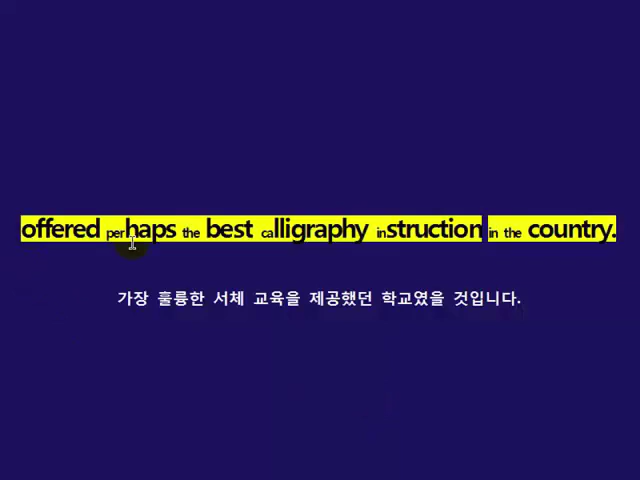 offered perhaps the best calligraphy instruction in the country.
가장 훌륭한 서체 교육을 제공했던 학교였을 것입니다.